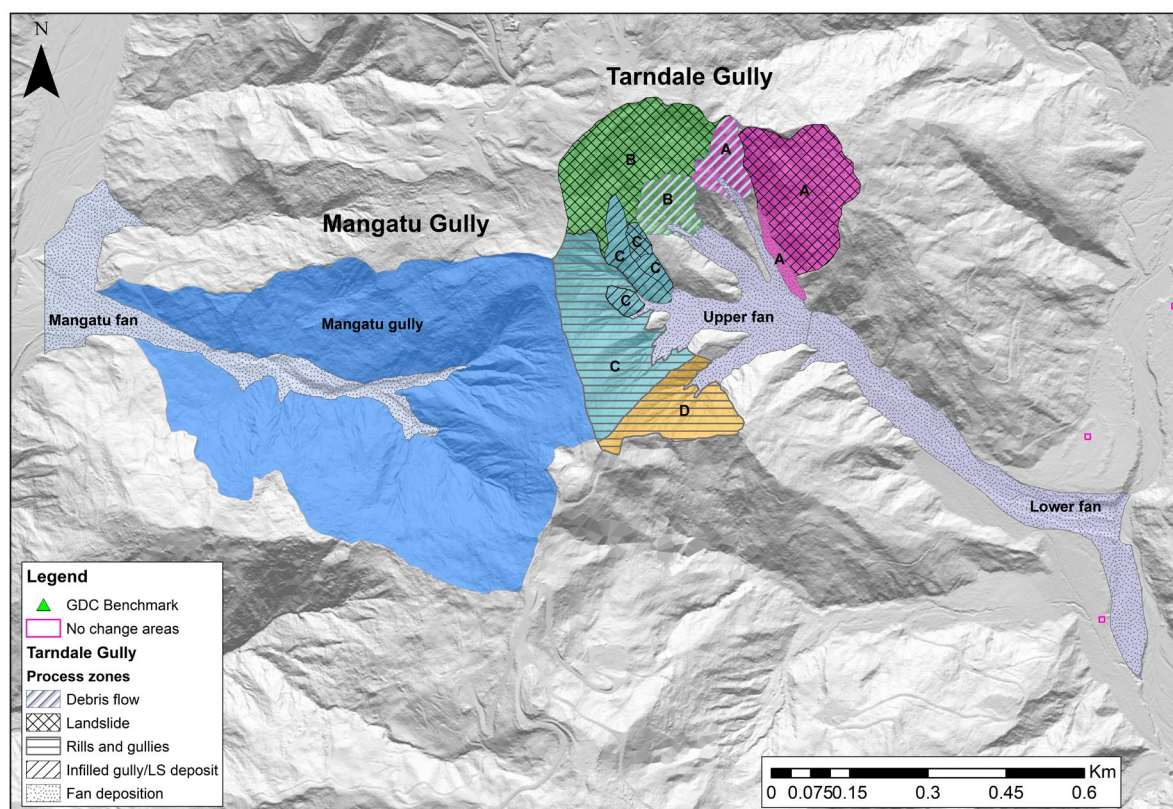 N
Tarndale Gully
B
A
A
B
Mangatu Gully
C
C
C
A
C
Mangatu fan
Mangatu gully
Upper fan
C
D
Lower fan
Legend
GDC Benchmark
No change areas
Tarndale Gully
Process zones
Debris flow
Landslide
Rills and gullies
Infilled gully/LS deposit
Fan deposition
Km
0 0.075 0.15 0.3 0.45 0.6